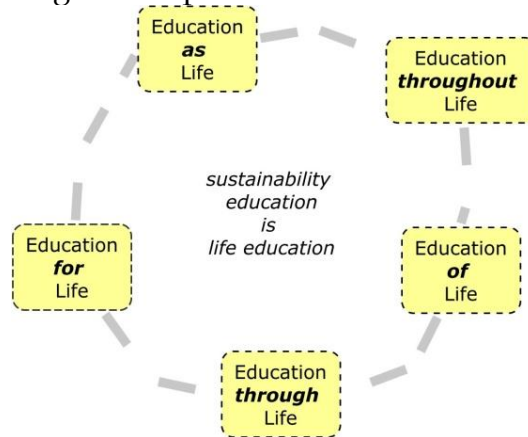 Education
as
Life
Education
throughout
Life
sustainability
education
is
life education
Education
for
Life
Education
of
Life
Education
through
Life